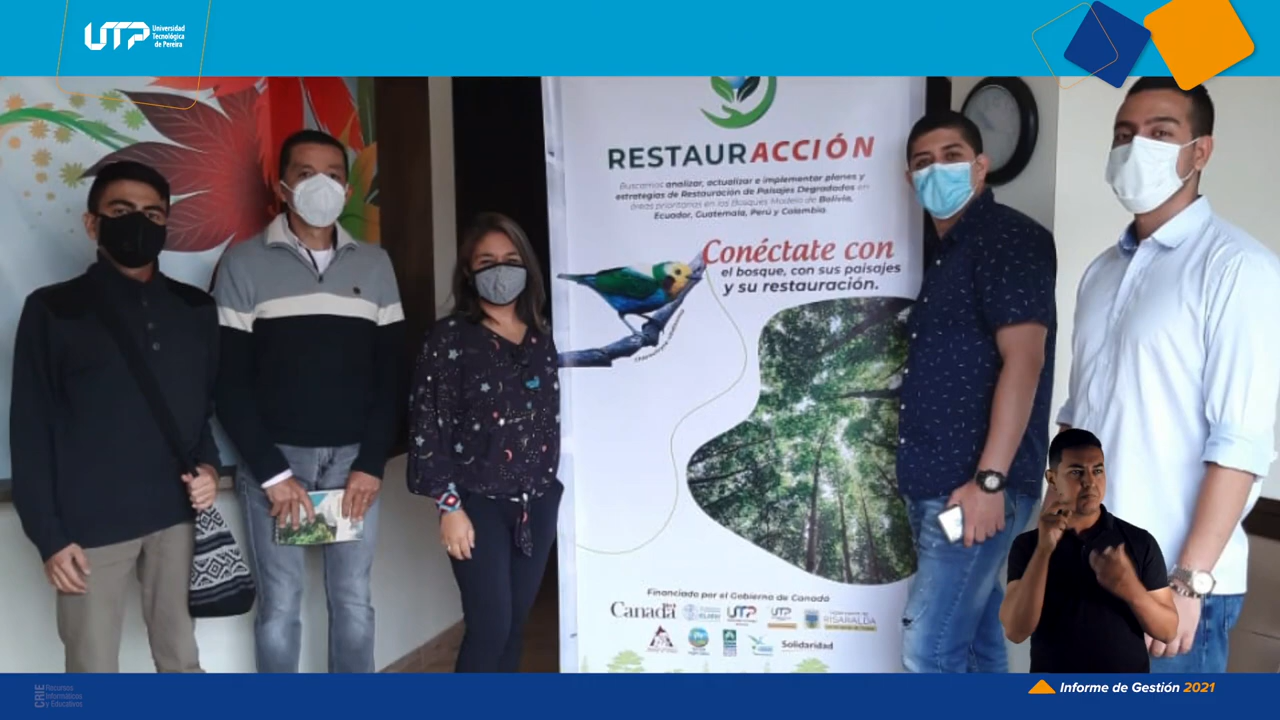 UTP Universidad
Tecnológica
de Pereira
RESTAURACCIÓN
Buscamos analizar, actualizar e implementar planes y
estrategias de Restauración de Paisajes Degradados en
áreas prioritarias en los Bosques Modelo de Bolivia,
Ecuador, Guatemala, Perú y Colombia.
Conéctate con
el bosque, con sus paisajes
y su restauración.
Financiado por el Gobierno de Canadá
Canada
UTP
UTP
RISARALDA
Solidaridad
CRIE Recursos
Informáticos
y Educativos
Informe de Gestión 2021